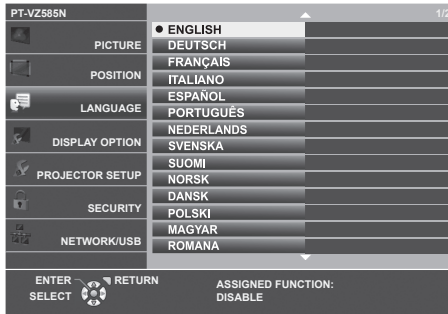 PT-VZ585N 1/2
PICTURE
POSITION
LANGUAGE
DISPLAY OPTION
PROJECTOR SETUP
SECURITY
NETWORK/USB
ENGLISH
DEUTSCH
FRANÇAIS
ITALIANO
ESPAÑOL
PORTUGUÊS
NEDERLANDS
SVENSKA
SUOMI
NORSK
DANSK
POLSKI
MAGYAR
ROMANA
ENTER RETURN
SELECT
ASSIGNED FUNCTION:
DISABLE